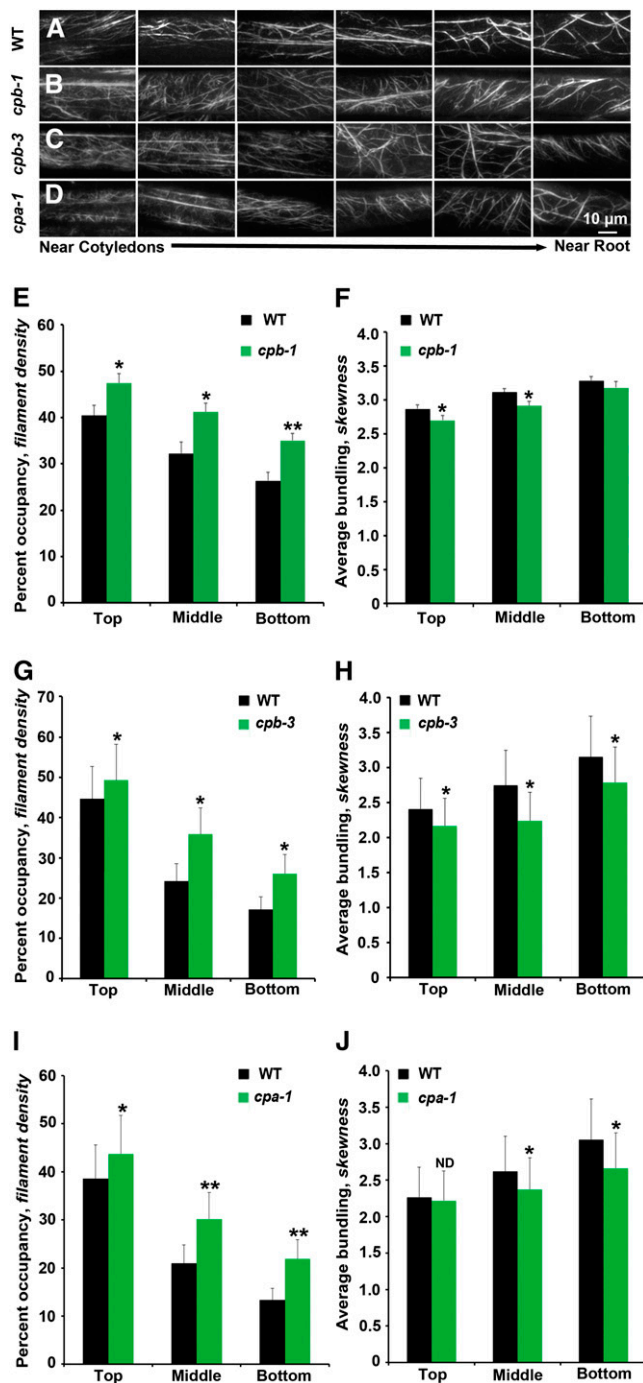 WT
A
cpb-1
B
cpb-3
C
cpa-1
D
10 µm
Near Cotyledons
Near Root
E
WT
cpb-1
Percent occupancy, filament density
60
50
40
30
20
10
0
*
*
**
Top
Middle
Bottom
F
WT
cpb-1
Average bundling, skewness
4.0
3.5
3.0
2.5
2.0
1.5
1.0
0.5
0
*
*
Top
Middle
Bottom
G
WT
cpb-3
Percent occupancy, filament density
70
60
50
40
30
20
10
0
*
*
*
Top
Middle
Bottom
H
WT
cpb-3
Average bundling, skewness
4.0
3.5
3.0
2.5
2.0
1.5
1.0
0.5
0
*
*
*
Top
Middle
Bottom
I
WT
cpa-1
Percent occupancy, filament density
60
50
40
30
20
10
0
*
**
**
Top
Middle
Bottom
J
WT
cpa-1
Average bundling, skewness
4.0
3.5
3.0
2.5
2.0
1.5
1.0
0.5
0
ND
*
*
Top
Middle
Bottom